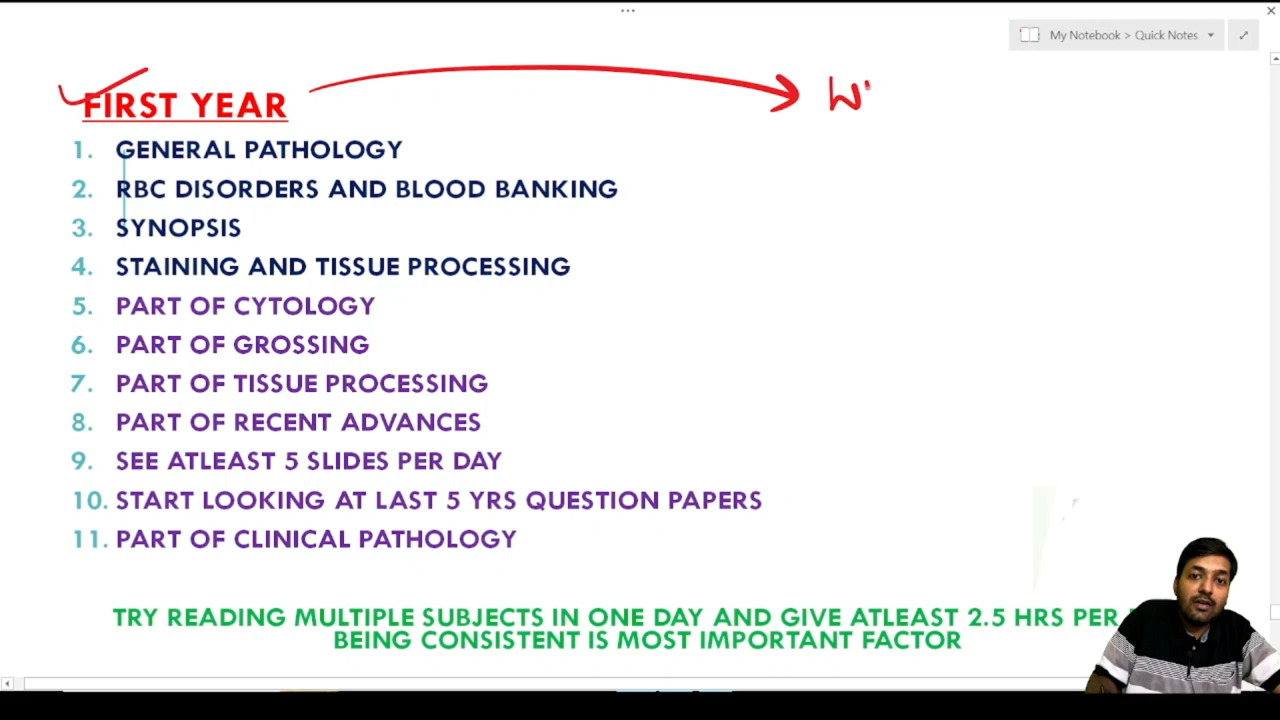 My Notebook > Quick Notes
FIRST YEAR
1. GENERAL PATHOLOGY
2. RBC DISORDERS AND BLOOD BANKING
3. SYNOPSIS
4. STAINING AND TISSUE PROCESSING
5. PART OF CYTOLOGY
6. PART OF GROSSING
7. PART OF TISSUE PROCESSING
8. PART OF RECENT ADVANCES
9. SEE ATLEAST 5 SLIDES PER DAY
10. START LOOKING AT LAST 5 YRS QUESTION PAPERS
11. PART OF CLINICAL PATHOLOGY
TRY READING MULTIPLE SUBJECTS IN ONE DAY AND GIVE ATLEAST 2.5 HRS PER
BEING CONSISTENT IS MOST IMPORTANT FACTOR